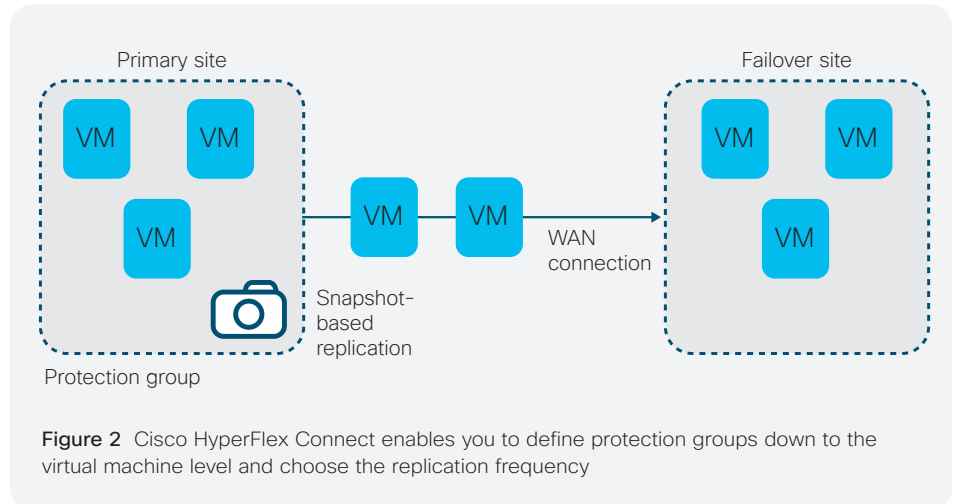 Primary site
Failover site
VM
VM
VM
VM
VM
VM
VM
VM
WAN
connection
Snapshot-
based
replication
Protection group
Figure 2 Cisco HyperFlex Connect enables you to define protection groups down to the
virtual machine level and choose the replication frequency